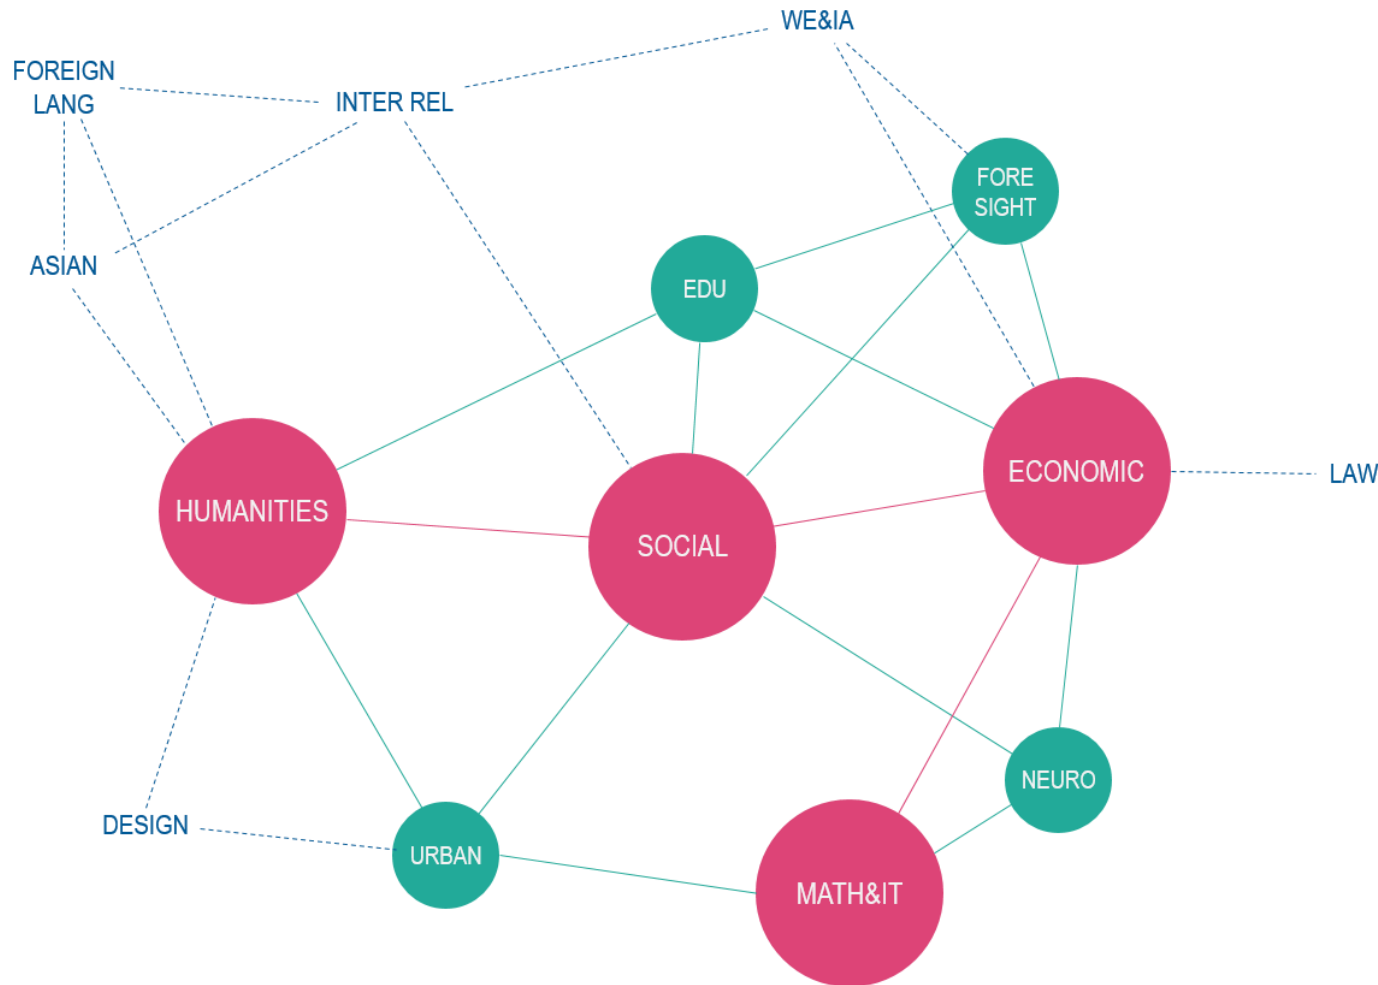 WE&IA
FOREIGN
LANG
INTER REL
FORE
SIGHT
ASIAN
EDU
ECONOMIC
LAW
HUMANITIES
SOCIAL
NEURO
DESIGN
URBAN
MATH&IT